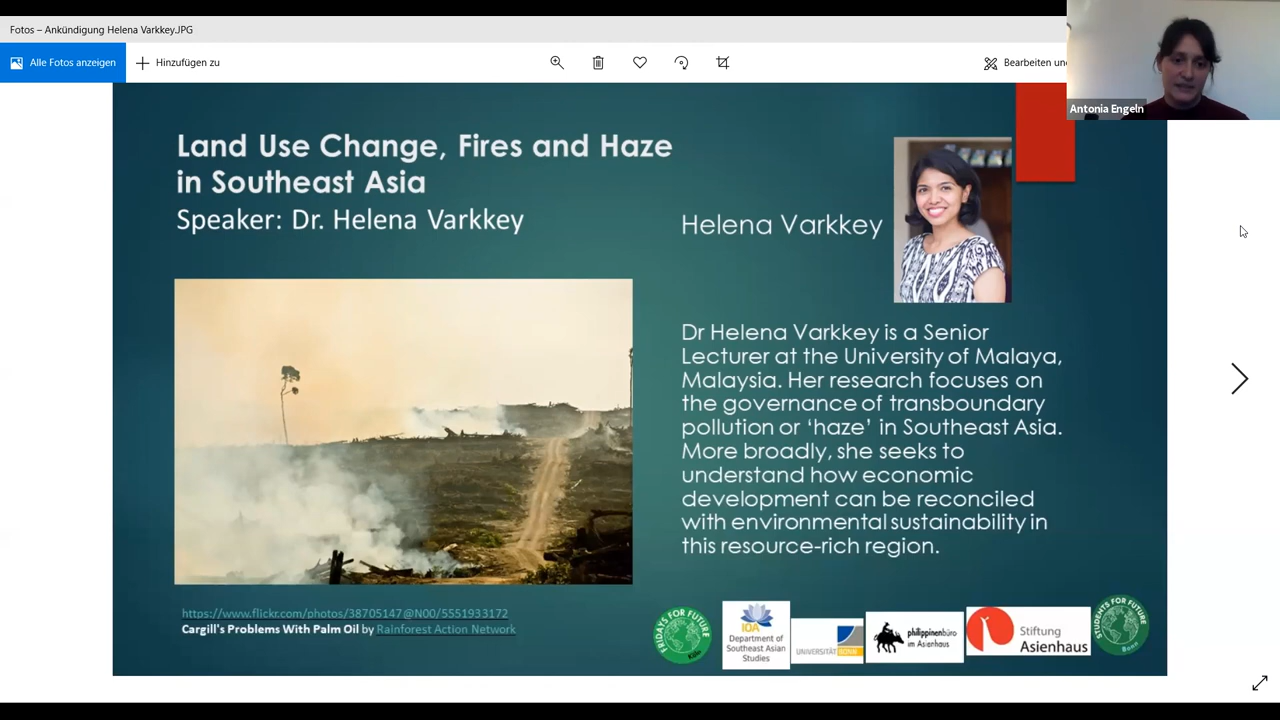 Fotos – Ankündigung Helena Varkkey.JPG
Alle Fotos anzeigen
Hinzufügen zu
Bearbeiten un
Antonia Engeln
Land Use Change, Fires and Haze
in Southeast Asia
Speaker: Dr. Helena Varkkey
Helena Varkkey
Dr Helena Varkkey is a Senior
Lecturer at the University of Malaya,
Malaysia. Her research focuses on
the governance of transboundary
pollution or ‘haze’ in Southeast Asia.
More broadly, she seeks to
understand how economic
development can be reconciled
with environmental sustainability in
this resource-rich region.
https://www.flickr.com/photos/38705147@N00/5551933172
Cargill's Problems With Palm Oil by Rainforest Action Network
FRIDAYS FOR FUTURE
Köln
IOA
Department of
Southeast Asian
Studies
UNIVERSITÄT BONN
philippinenbüro
im Asienhaus
Stiftung
Asienhaus
STUDENTS FOR FUTURE
Bonn